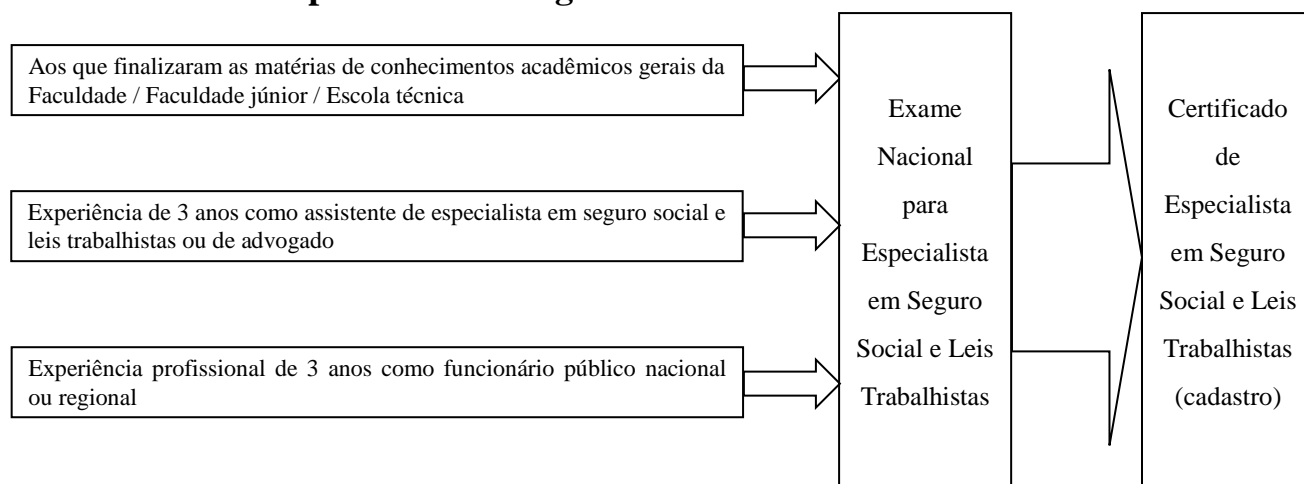 Aos que finalizaram as matérias de conhecimentos acadêmicos gerais da
Faculdade / Faculdade júnior / Escola técnica
Experiência de 3 anos como assistente de especialista em seguro social e
leis trabalhistas ou de advogado
Experiência profissional de 3 anos como funcionário público nacional
ou regional
Exame
Nacional
para
Especialista
em Seguro
Social e Leis
Trabalhistas
Certificado
de
Especialista
em Seguro
Social e Leis
Trabalhistas
(cadastro)